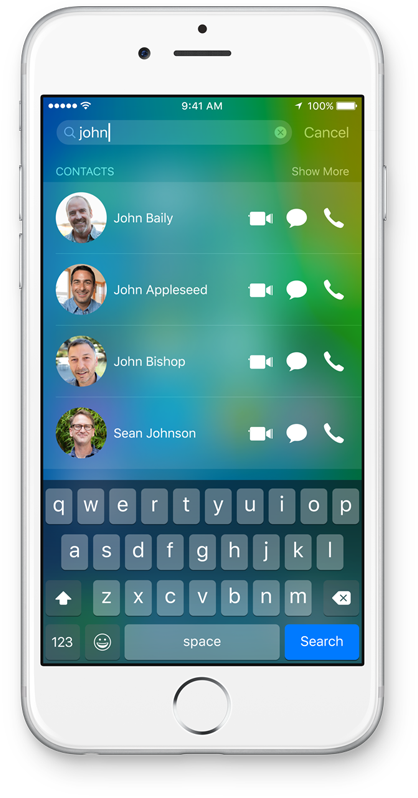 9:41 AM 100%
john Cancel
CONTACTS Show More
John Baily
John Appleseed
John Bishop
Sean Johnson
q w e r t y u i o p
a s d f g h j k l
z x c v b n m
123 space Search